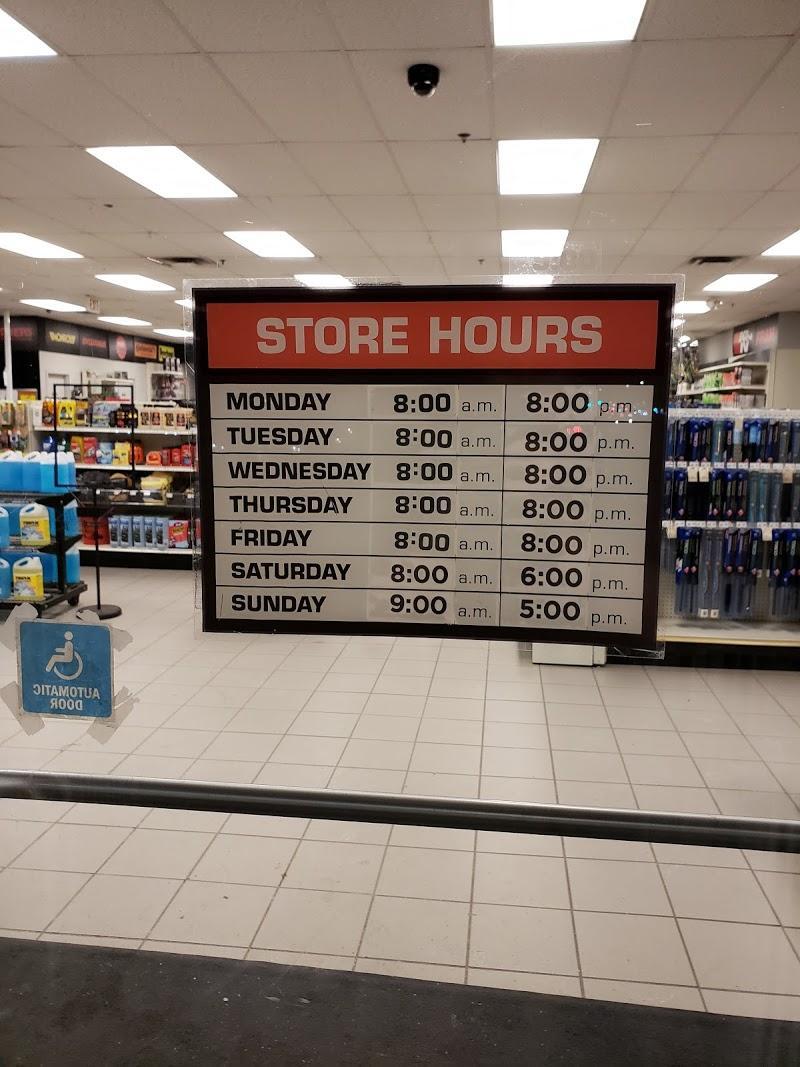 STORE HOURS
MONDAY 8:00 a.m. 8:00 p.m.
TUESDAY 8:00 a.m. 8:00 p.m.
WEDNESDAY 8:00 a.m. 8:00 p.m.
THURSDAY 8:00 a.m. 8:00 p.m.
FRIDAY 8:00 a.m. 8:00 p.m.
SATURDAY 8:00 a.m. 6:00 p.m.
SUNDAY 9:00 a.m. 5:00 p.m.
AUTOMATIC
DOOR